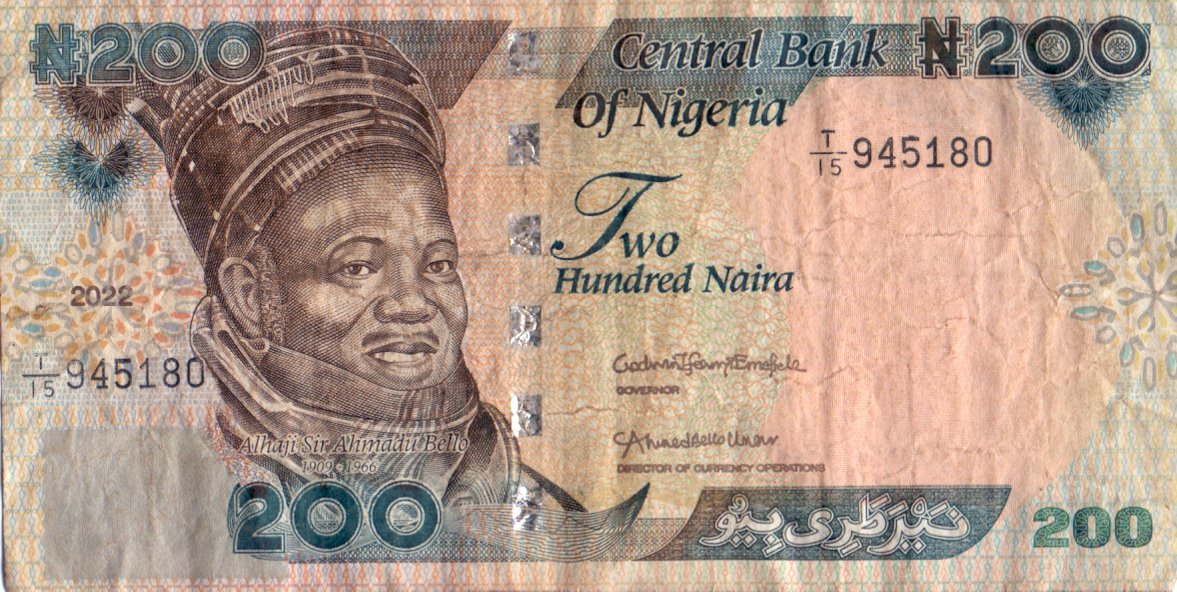 ₦200
Central Bank
Of Nigeria
₦200
T/15 945180
Two
Hundred Naira
2022
T/15 945180
GOVERNOR
Alhaji Sir Ahmadu Bello
1909 - 1966
DIRECTOR OF CURRENCY OPERATIONS
200
نَيْرَ طَرِی بِيُو
200